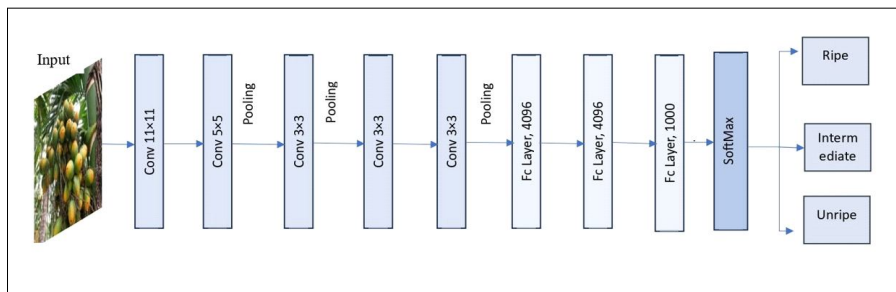 Input
Conv 11×11
Conv 5×5
Pooling
Conv 3×3
Pooling
Conv 3×3
Conv 3×3
Pooling
Fc Layer, 4096
Fc Layer, 4096
Fc Layer, 1000
SoftMax
Ripe
Interm
ediate
Unripe